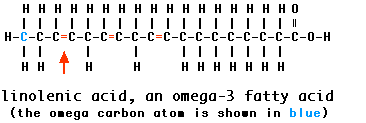 H H H H H H H H H H H H H H H H H O
H-C-C-C=C-C-C=C-C-C=C-C-C-C-C-C-C-C-C-O-H
H H H H H H H H H H H
linolenic acid, an omega-3 fatty acid
(the omega carbon atom is shown in blue)